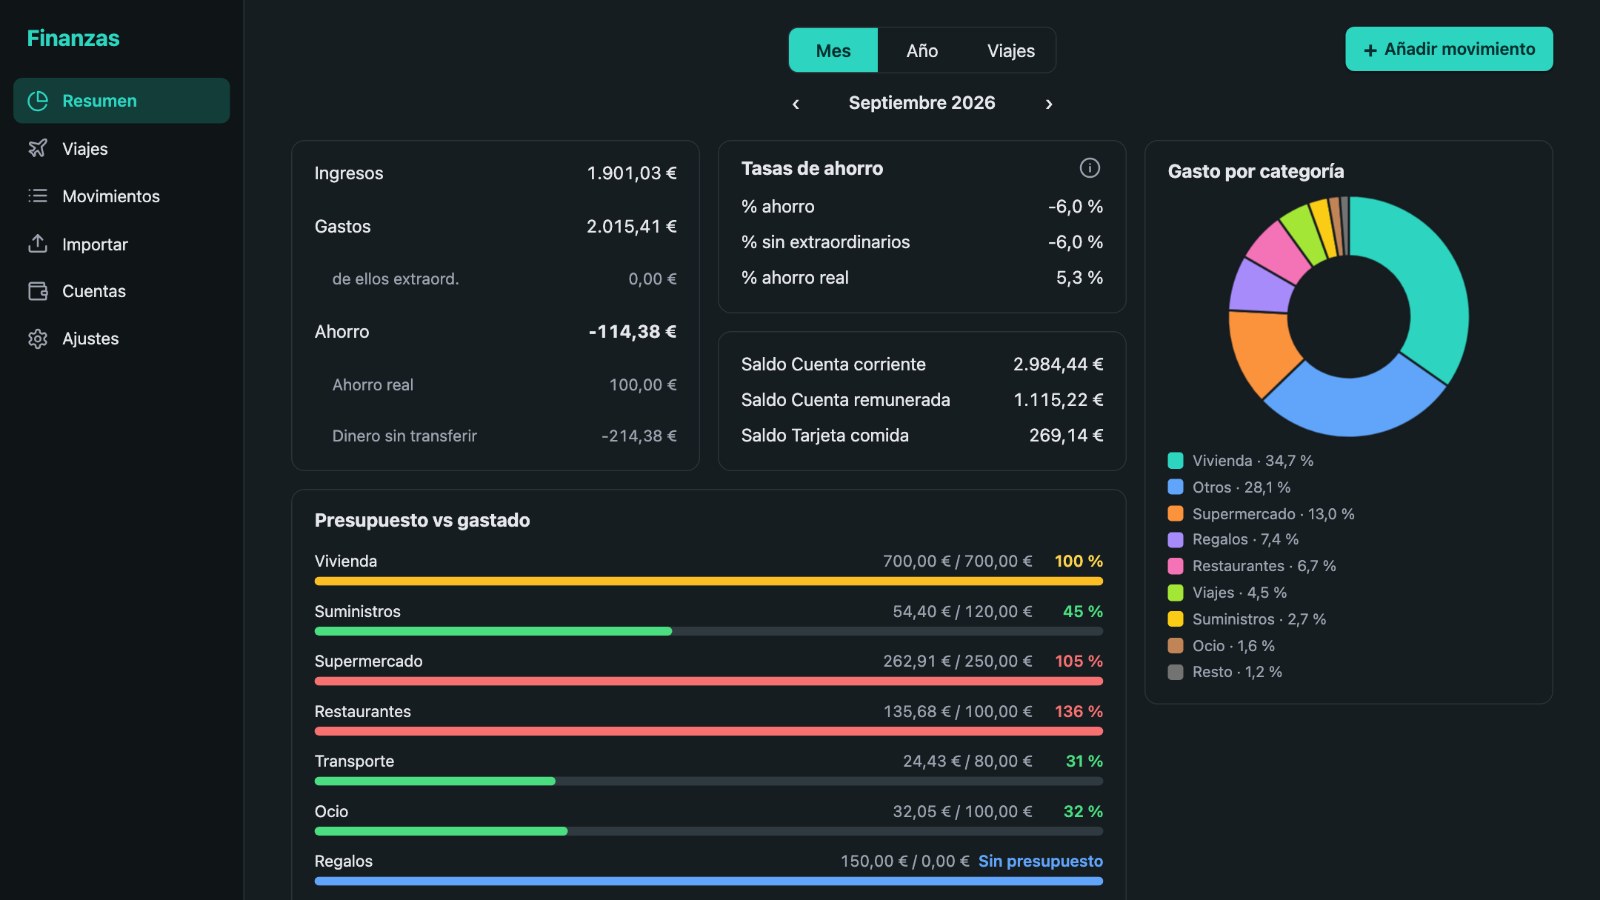 Finanzas
Resumen
Viajes
Movimientos
Importar
Cuentas
Ajustes
Mes Año Viajes
+ Añadir movimiento
‹ Septiembre 2026 ›
Ingresos 1.901,03 €
Gastos 2.015,41 €
de ellos extraord. 0,00 €
Ahorro -114,38 €
Ahorro real 100,00 €
Dinero sin transferir -214,38 €
Tasas de ahorro
% ahorro -6,0 %
% sin extraordinarios -6,0 %
% ahorro real 5,3 %
Saldo Cuenta corriente 2.984,44 €
Saldo Cuenta remunerada 1.115,22 €
Saldo Tarjeta comida 269,14 €
Gasto por categoría
Vivienda · 34,7 %
Otros · 28,1 %
Supermercado · 13,0 %
Regalos · 7,4 %
Restaurantes · 6,7 %
Viajes · 4,5 %
Suministros · 2,7 %
Ocio · 1,6 %
Resto · 1,2 %
Presupuesto vs gastado
Vivienda 700,00 € / 700,00 € 100 %
Suministros 54,40 € / 120,00 € 45 %
Supermercado 262,91 € / 250,00 € 105 %
Restaurantes 135,68 € / 100,00 € 136 %
Transporte 24,43 € / 80,00 € 31 %
Ocio 32,05 € / 100,00 € 32 %
Regalos 150,00 € / 0,00 € Sin presupuesto